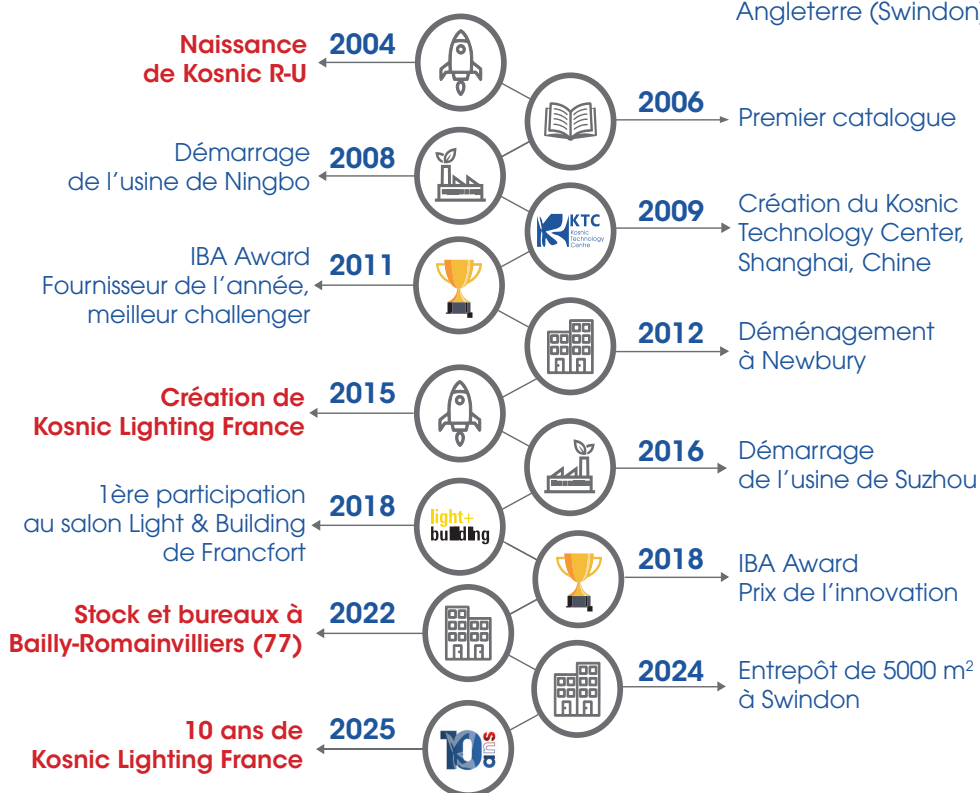 Angleterre (Swindon)
Naissance
de Kosnic R-U
2004
2006
Premier catalogue
Démarrage
de l'usine de Ningbo
2008
KTC
Kosnic
Technology
Centre
2009
Création du Kosnic
Technology Center,
Shanghai, Chine
IBA Award
Fournisseur de l'année,
meilleur challenger
2011
2012
Déménagement
à Newbury
Création de
Kosnic Lighting France
2015
2016
Démarrage
de l'usine de Suzhou
1ère participation
au salon Light & Building
de Francfort
2018
light+
building
2018
IBA Award
Prix de l'innovation
Stock et bureaux à
Bailly-Romainvilliers (77)
2022
2024
Entrepôt de 5000 m²
à Swindon
10 ans de
Kosnic Lighting France
2025
10 ans